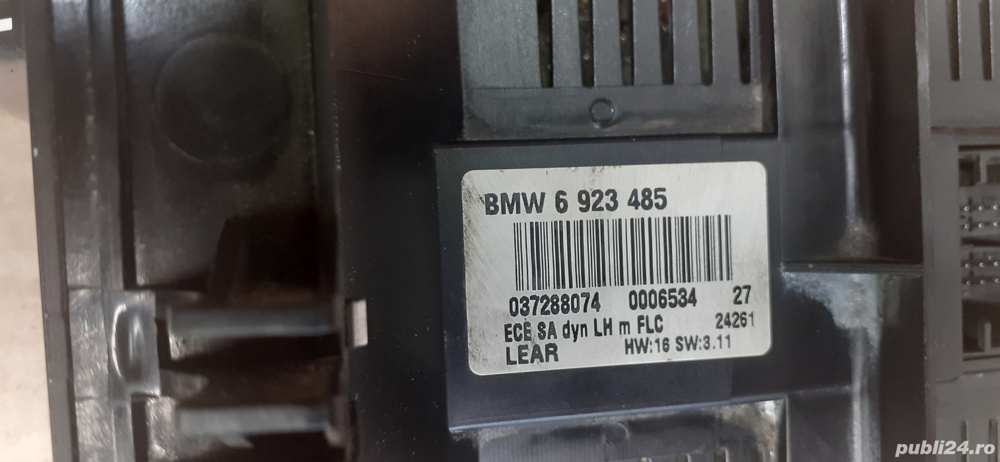 BMW 6 923 485
037288074 0006534 27
ECE SA dyn LH m FLC 24261
LEAR HW:16 SW:3.11
publi24.ro